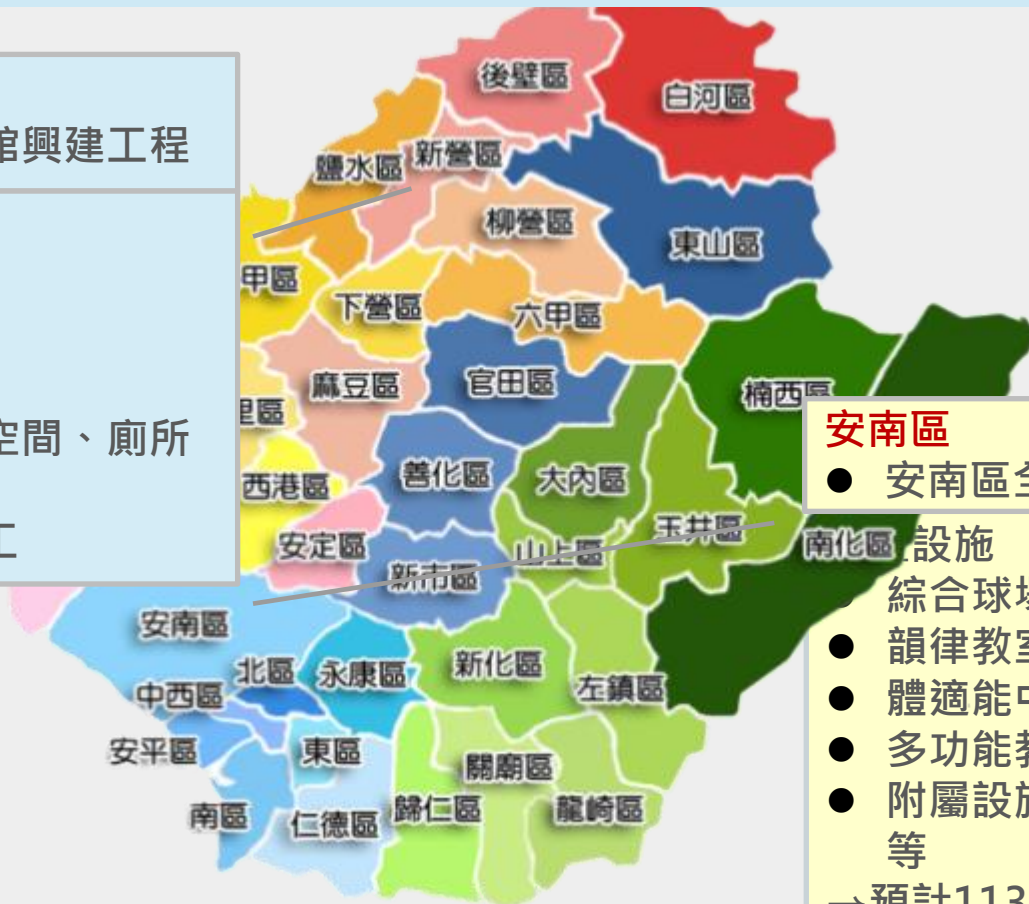 館興建工程
空間、廁所
工
後壁區
白河區
鹽水區
新營區
柳營區
東山區
甲區
下營區
六甲區
麻豆區
官田區
楠西區
里區
西港區
善化區
大內區
安定區
新市區
山上區
玉井區
南化區
安南區
北區
永康區
新化區
左鎮區
中西區
安平區
東區
關廟區
南區
仁德區
歸仁區
龍崎區
安南區
● 安南區全
設施
綜合球場
● 韻律教室
● 體適能中
● 多功能教
● 附屬設施
等
→預計113